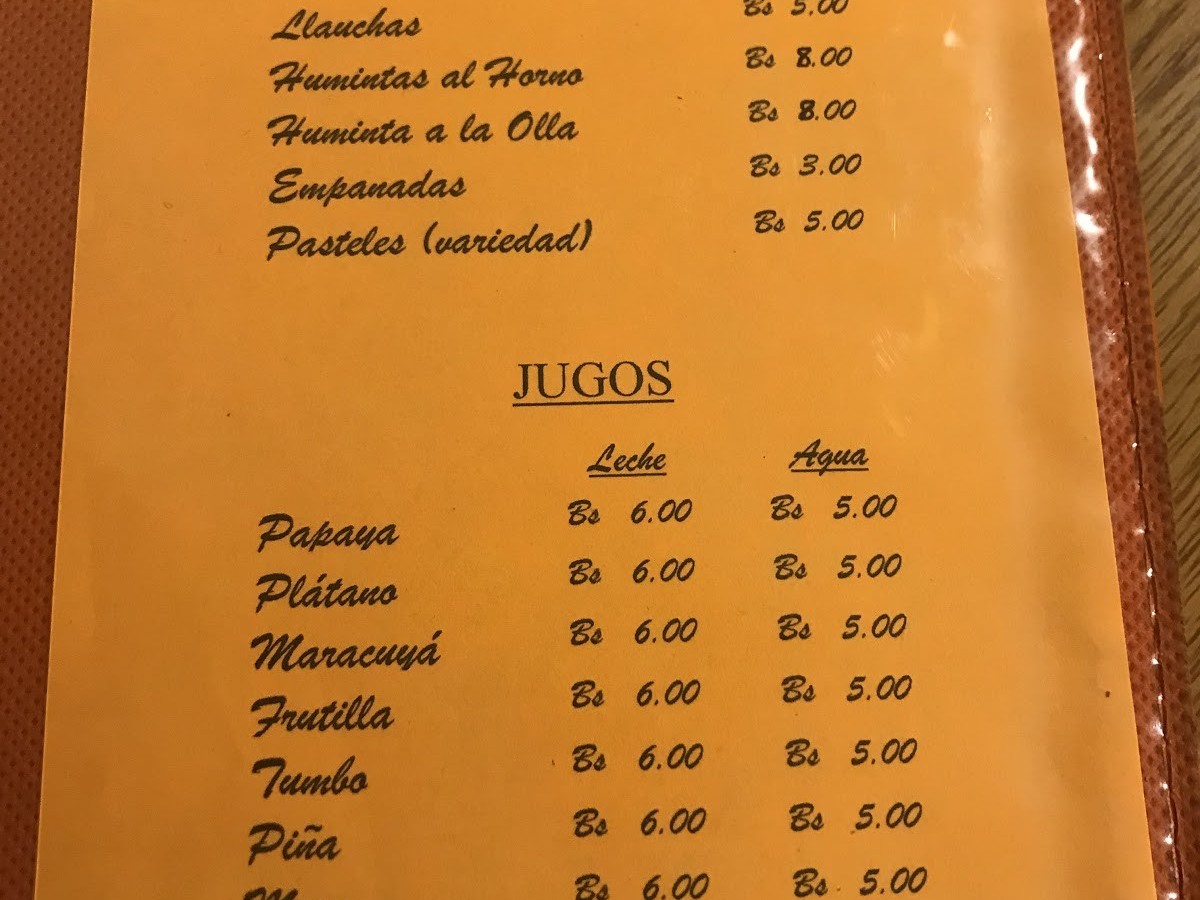 Llauchas Bs 5.00
Humintas al Horno Bs 8.00
Huminta a la Olla Bs 8.00
Empanadas Bs 3.00
Pasteles (variedad) Bs 5.00
JUGOS
Leche Agua
Papaya Bs 6.00 Bs 5.00
Plátano Bs 6.00 Bs 5.00
Maracuyá Bs 6.00 Bs 5.00
Frutilla Bs 6.00 Bs 5.00
Tumbo Bs 6.00 Bs 5.00
Piña Bs 6.00 Bs 5.00
Bs 6.00 Bs 5.00